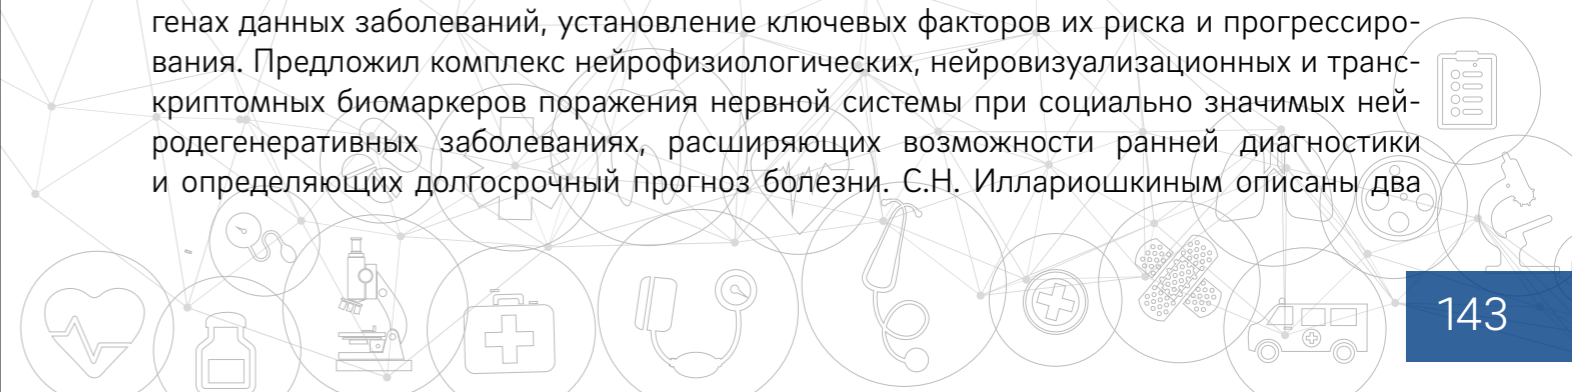 генах данных заболеваний, установление ключевых факторов их риска и прогрессиро-
вания. Предложил комплекс нейрофизиологических, нейровизуализационных и транс-
криптомных биомаркеров поражения нервной системы при социально значимых ней-
родегенеративных заболеваниях, расширяющих возможности ранней диагностики
и определяющих долгосрочный прогноз болезни. С.Н. Иллариошкиным описаны два
143